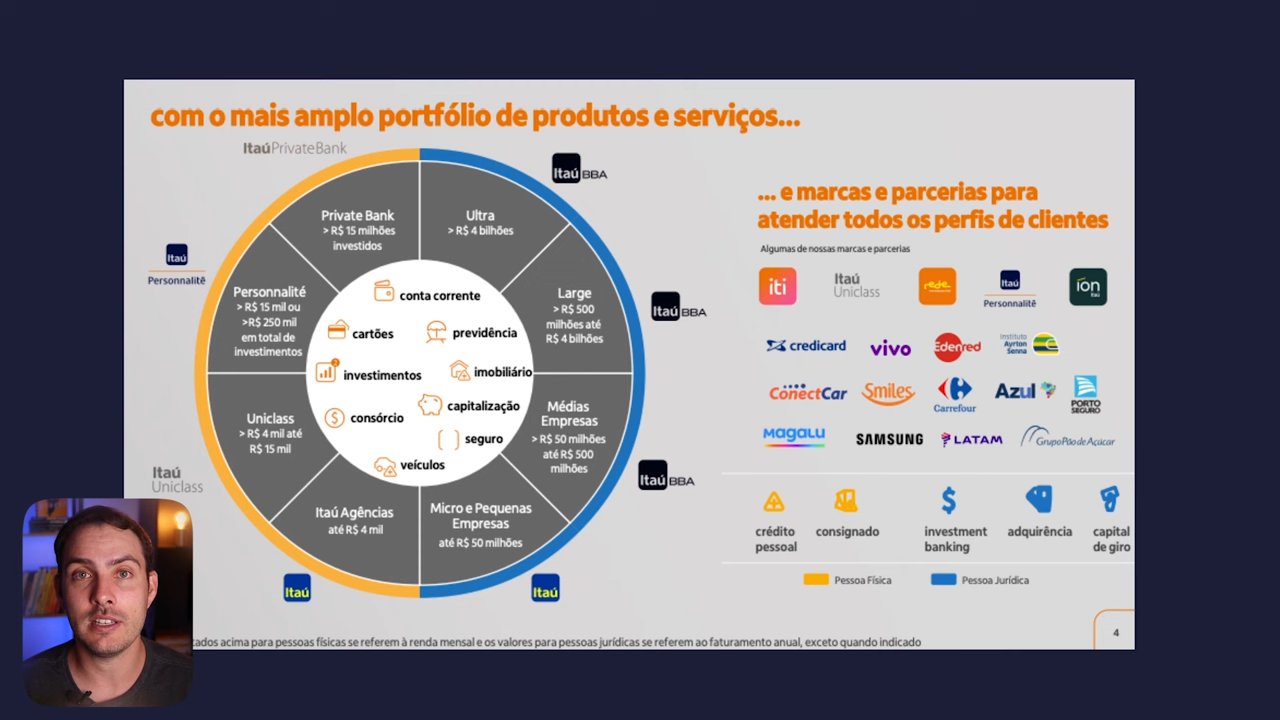 com o mais amplo portfólio de produtos e serviços...
Itaú Private Bank
Itaú BBA
Private Bank
> R$ 15 milhões
investidos
Ultra
> R$ 4 bilhões
Itaú
Personnalité
Personnalité
> R$ 15 mil ou
>R$ 250 mil
em total de
investimentos
Large
> R$ 500
milhões até
R$ 4 bilhões
Itaú BBA
conta corrente
cartões
previdência
investimentos
imobiliário
consórcio
capitalização
seguro
veículos
Uniclass
> R$ 4 mil até
R$ 15 mil
Médias
Empresas
> R$ 50 milhões
até R$ 500
milhões
Itaú
Uniclass
Itaú BBA
Itaú Agências
até R$ 4 mil
Micro e Pequenas
Empresas
até R$ 50 milhões
Itaú
Itaú
... e marcas e parcerias para
atender todos os perfis de clientes
Algumas de nossas marcas e parcerias
iti
Itaú
Uniclass
rede
Itaú
Personnalité
íon
itaú
credicard
vivo
Edenred
Instituto
Ayrton
Senna
ConectCar
Smiles
Carrefour
Azul
PORTO
SEGURO
MAGALU
SAMSUNG
LATAM
GrupoPãodeAçúcar
crédito
pessoal
consignado
investment
banking
adquirência
capital
de giro
Pessoa Física
Pessoa Jurídica
acima para pessoas físicas se referem à renda mensal e os valores para pessoas jurídicas se referem ao faturamento anual, exceto quando indicado
4